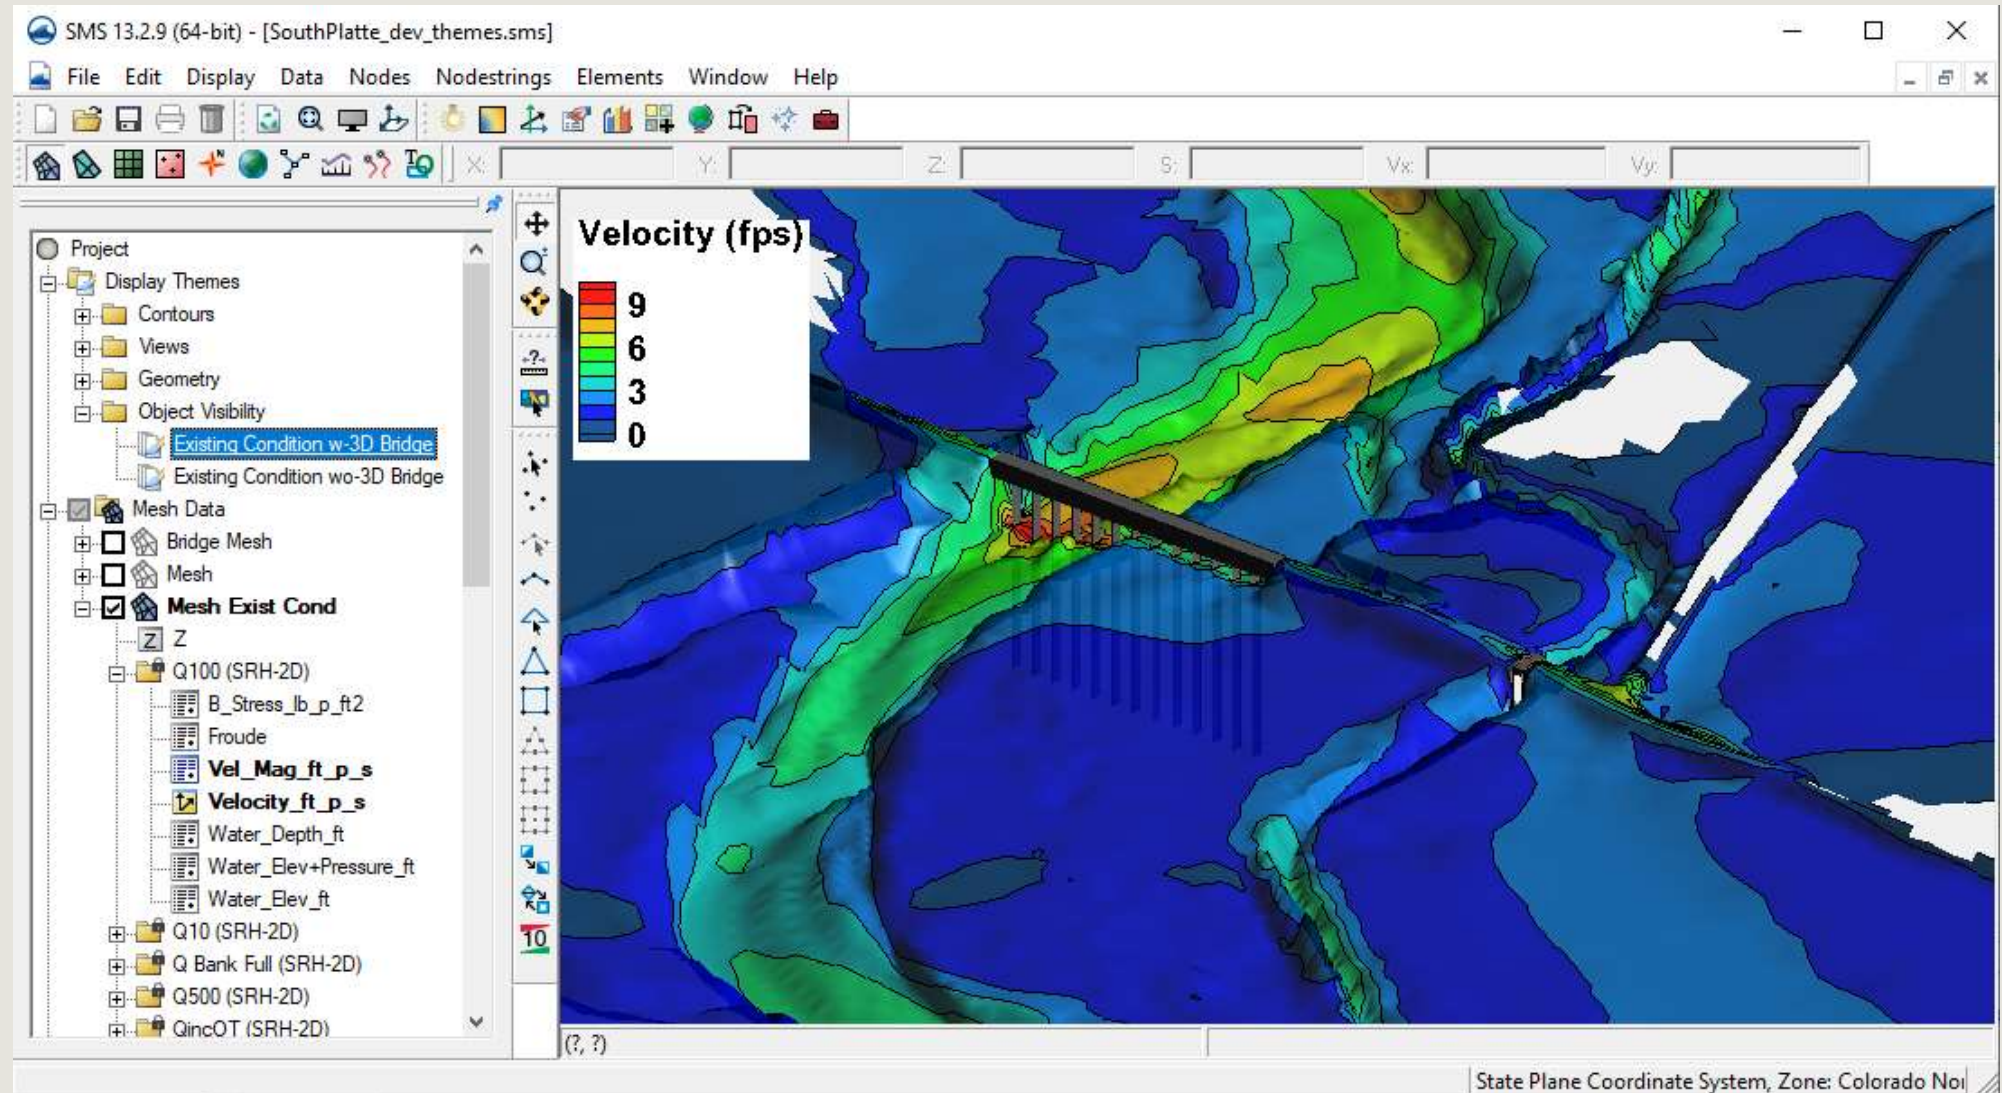 SMS 13.2.9 (64-bit) - [SouthPlatte_dev_themes.sms]
File Edit Display Data Nodes Nodestrings Elements Window Help
X: Y: Z: S: Vx: Vy:
Project
Display Themes
Contours
Views
Geometry
Object Visibility
Existing Condition w-3D Bridge
Existing Condition wo-3D Bridge
Mesh Data
Bridge Mesh
Mesh
Mesh Exist Cond
Z Z
Q100 (SRH-2D)
B_Stress_lb_p_ft2
Froude
Vel_Mag_ft_p_s
Velocity_ft_p_s
Water_Depth_ft
Water_Elev+Pressure_ft
Water_Elev_ft
Q10 (SRH-2D)
Q Bank Full (SRH-2D)
Q500 (SRH-2D)
QincOT (SRH-2D)
10
Velocity (fps)
9
6
3
0
(?, ?)
State Plane Coordinate System, Zone: Colorado Nor